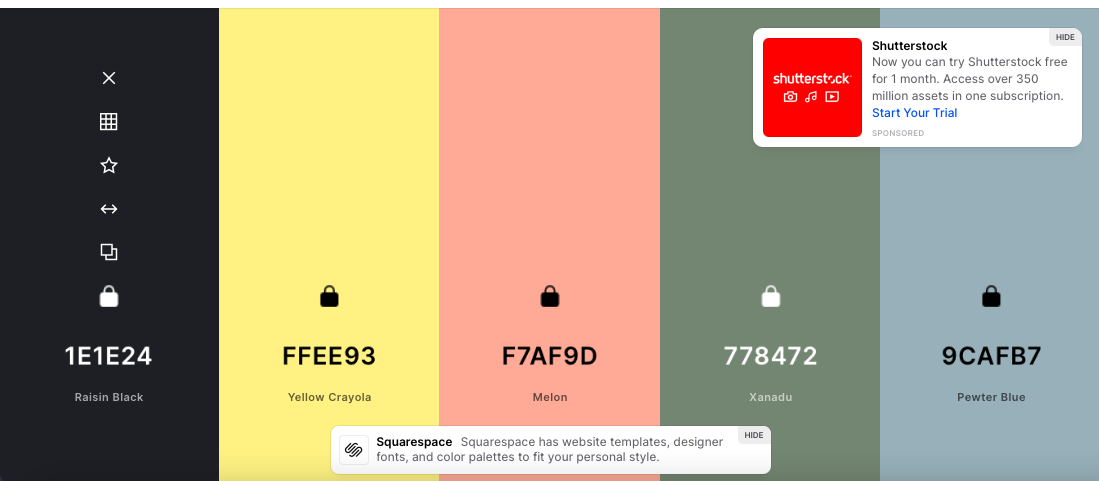 HIDE
Shutterstock
shutterstock
Now you can try Shutterstock free
for 1 month. Access over 350
million assets in one subscription.
Start Your Trial
SPONSORED
1E1E24
FFEE93
F7AF9D
778472
9CAFB7
Raisin Black
Yellow Crayola
Melon
Xanadu
Pewter Blue
HIDE
Squarespace Squarespace has website templates, designer
fonts, and color palettes to fit your personal style.